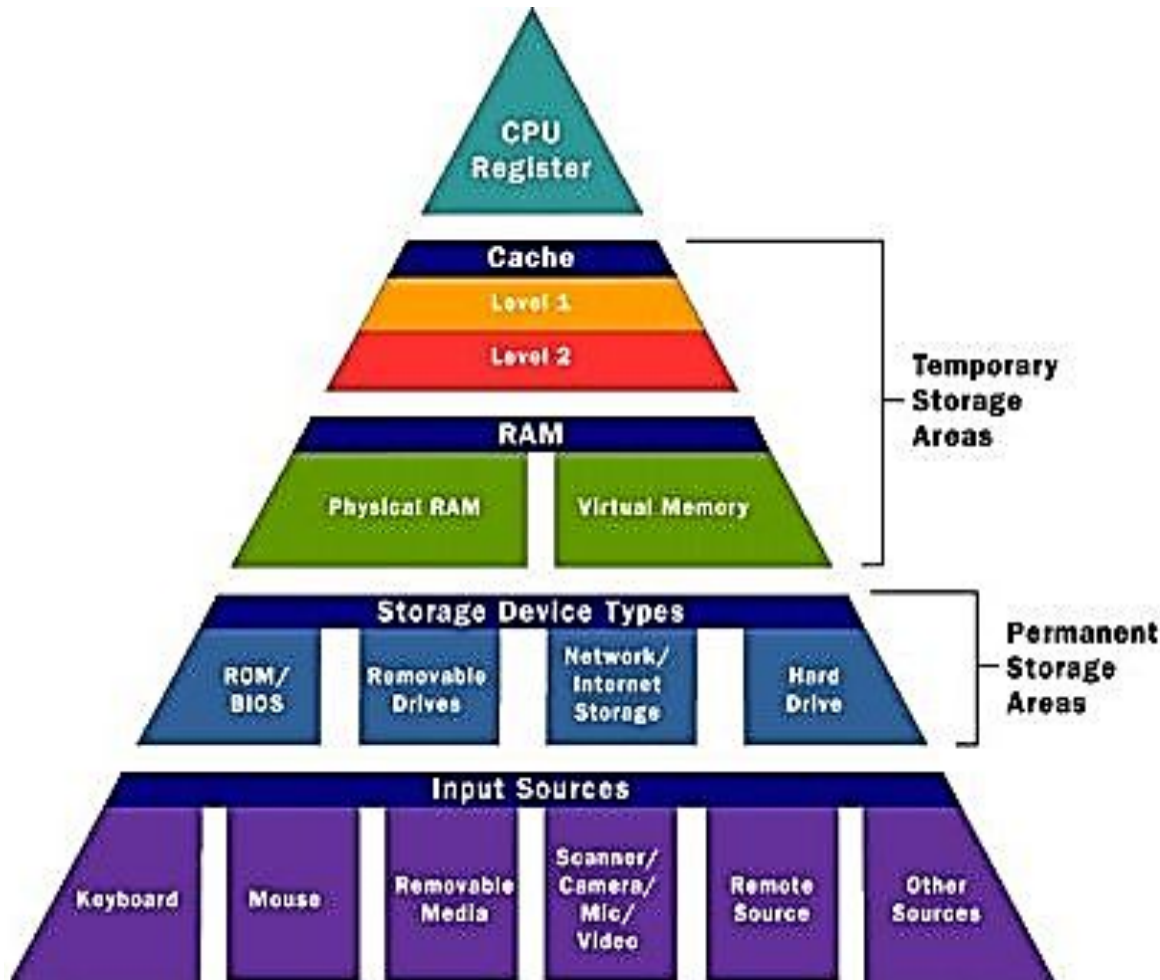 CPU
Register
Cache
Level 1
Level 2
Temporary
Storage
Areas
RAM
Physical RAM
Virtual Memory
Storage Device Types
ROM/
BIOS
Removable
Drives
Network/
Internet
Storage
Hard
Drive
Permanent
Storage
Areas
Input Sources
Keyboard
Mouse
Removable
Media
Scanner/
Camera/
Mic/
Video
Remote
Source
Other
Sources